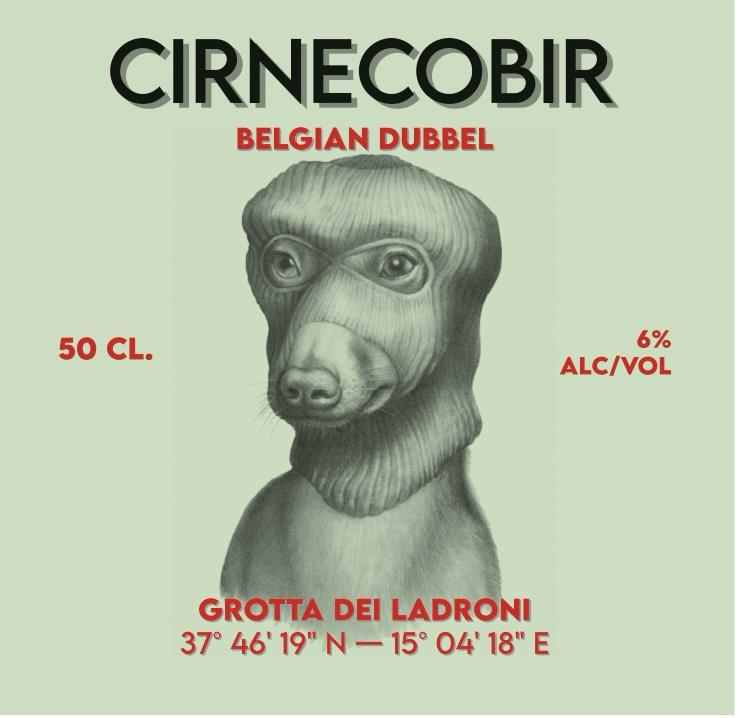 CIRNECOBIR
BELGIAN DUBBEL
50 CL.
6%
ALC/VOL
GROTTA DEI LADRONI
37° 46' 19" N — 15° 04' 18" E